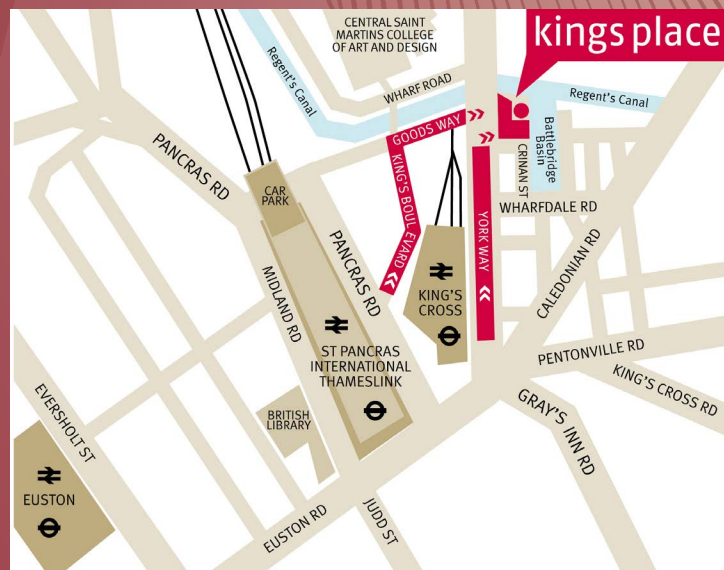 kings place
CENTRAL SAINT
MARTINS COLLEGE
OF ART AND DESIGN
Regent's Canal
WHARF ROAD
Regent's Canal
GOODS WAY
Battlebridge
Basin
CRINAN ST
PANCRAS RD
CAR
PARK
KING'S BOULEVARD
WHARFDALE RD
YORK WAY
PANCRAS RD
CALEDONIAN RD
MIDLAND RD
KING'S
CROSS
ST PANCRAS
INTERNATIONAL
THAMESLINK
PENTONVILLE RD
KING'S CROSS RD
GRAY'S INN RD
EVERSHOLT ST
BRITISH
LIBRARY
EUSTON
EUSTON RD
JUDD ST